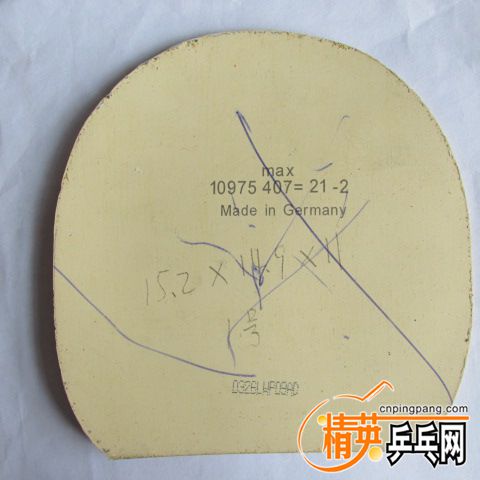 max
10975 407= 21 -2
Made in Germany
15.2 X 14.9 X 11
1号
cnpingpang.com
精英乒乓网